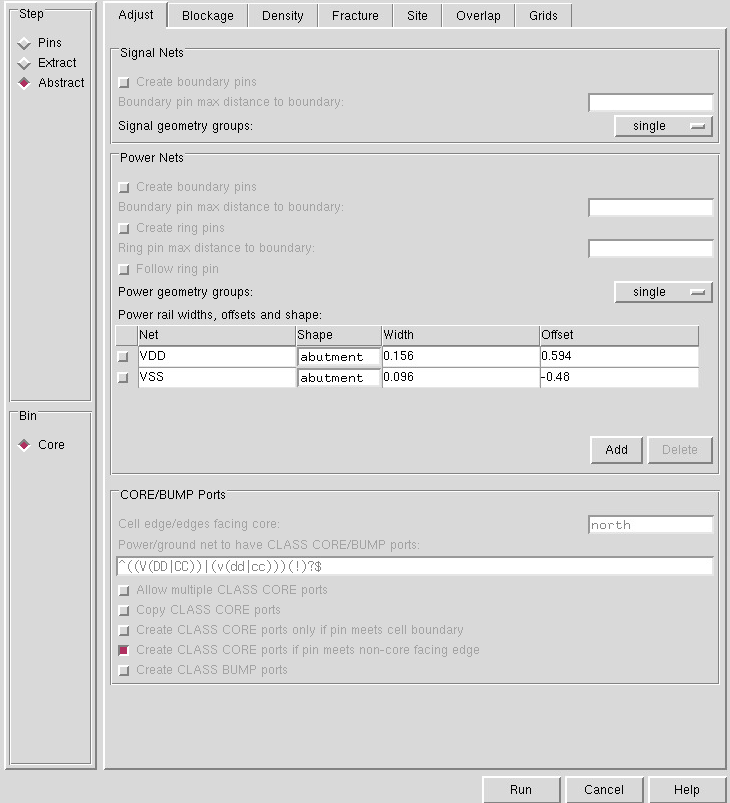 Step
Pins
Extract
Abstract
Bin
Core
Adjust Blockage Density Fracture Site Overlap Grids
Signal Nets
Create boundary pins
Boundary pin max distance to boundary:
Signal geometry groups: single
Power Nets
Create boundary pins
Boundary pin max distance to boundary:
Create ring pins
Ring pin max distance to boundary:
Follow ring pin
Power geometry groups: single
Power rail widths, offsets and shape:
Net Shape Width Offset
VDD abutment 0.156 0.594
VSS abutment 0.096 -0.48
Add Delete
CORE/BUMP Ports
Cell edge/edges facing core: north
Power/ground net to have CLASS CORE/BUMP ports:
^((V(DD|CC))|(v(dd|cc)))(!)?$
Allow multiple CLASS CORE ports
Copy CLASS CORE ports
Create CLASS CORE ports only if pin meets cell boundary
Create CLASS CORE ports if pin meets non-core facing edge
Create CLASS BUMP ports
Run Cancel Help